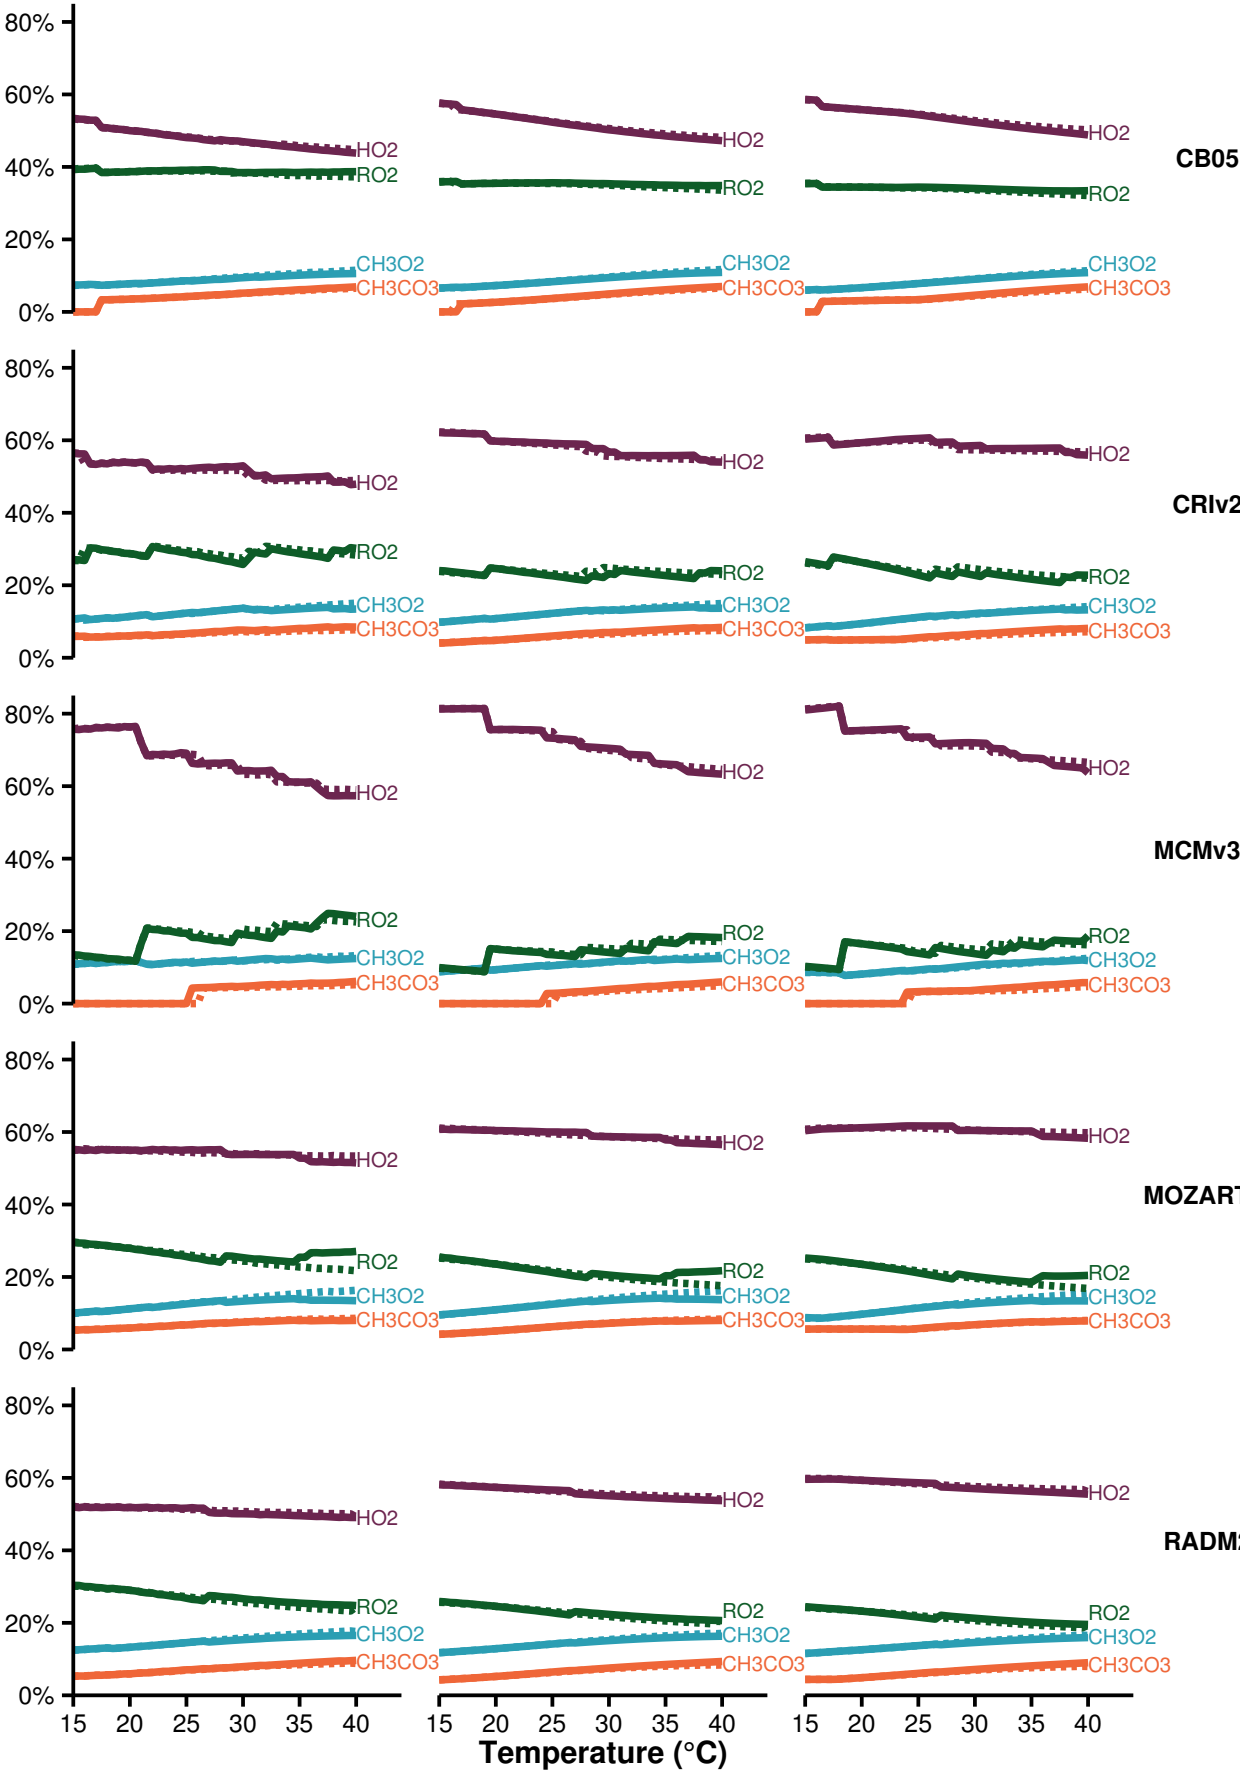 80%
60%
40%
20%
0%
HO2
RO2
CH3O2
CH3CO3
HO2
RO2
CH3O2
CH3CO3
HO2
RO2
CH3O2
CH3CO3
CB05
80%
60%
40%
20%
0%
HO2
RO2
CH3O2
CH3CO3
HO2
RO2
CH3O2
CH3CO3
HO2
RO2
CH3O2
CH3CO3
CRIv2
80%
60%
40%
20%
0%
HO2
RO2
CH3O2
CH3CO3
HO2
RO2
CH3O2
CH3CO3
HO2
RO2
CH3O2
CH3CO3
MCMv3
80%
60%
40%
20%
0%
HO2
RO2
CH3O2
CH3CO3
HO2
RO2
CH3O2
CH3CO3
HO2
RO2
CH3O2
CH3CO3
MOZART
80%
60%
40%
20%
0%
HO2
RO2
CH3O2
CH3CO3
HO2
RO2
CH3O2
CH3CO3
HO2
RO2
CH3O2
CH3CO3
RADM2
15 20 25 30 35 40 15 20 25 30 35 40 15 20 25 30 35 40
Temperature (°C)